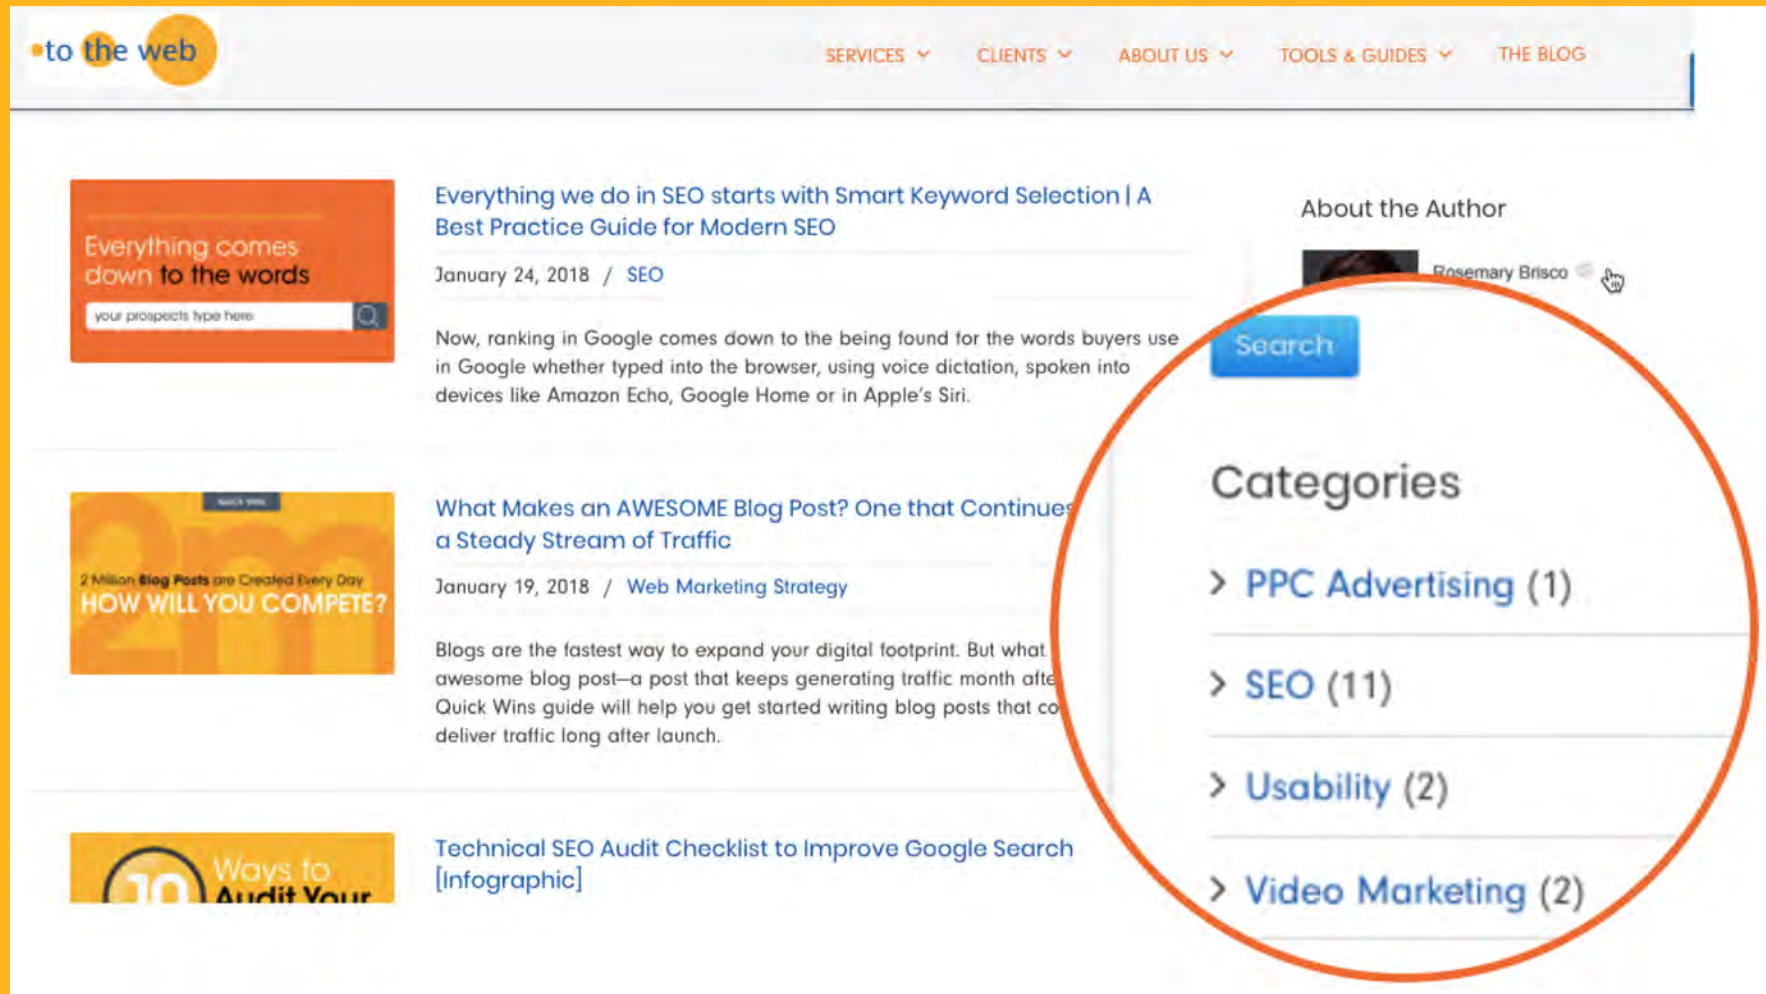 to the web
SERVICES
CLIENTS
ABOUT US
TOOLS & GUIDES
THE BLOG
Everything comes
down to the words
your prospects type here
Everything we do in SEO starts with Smart Keyword Selection | A
Best Practice Guide for Modern SEO
January 24, 2018 / SEO
Now, ranking in Google comes down to the being found for the words buyers use
in Google whether typed into the browser, using voice dictation, spoken into
devices like Amazon Echo, Google Home or in Apple's Siri.
QUICK WINS
2m
2 Million Blog Posts are Created Every Day
HOW WILL YOU COMPETE?
What Makes an AWESOME Blog Post? One that Continues
a Steady Stream of Traffic
January 19, 2018 / Web Marketing Strategy
Blogs are the fastest way to expand your digital footprint. But what
awesome blog post—a post that keeps generating traffic month afte
Quick Wins guide will help you get started writing blog posts that co
deliver traffic long after launch.
10
Ways to
Audit Your
Technical SEO Audit Checklist to Improve Google Search
[Infographic]
About the Author
Rosemary Brisco
Search
Categories
PPC Advertising (1)
SEO (11)
Usability (2)
Video Marketing (2)